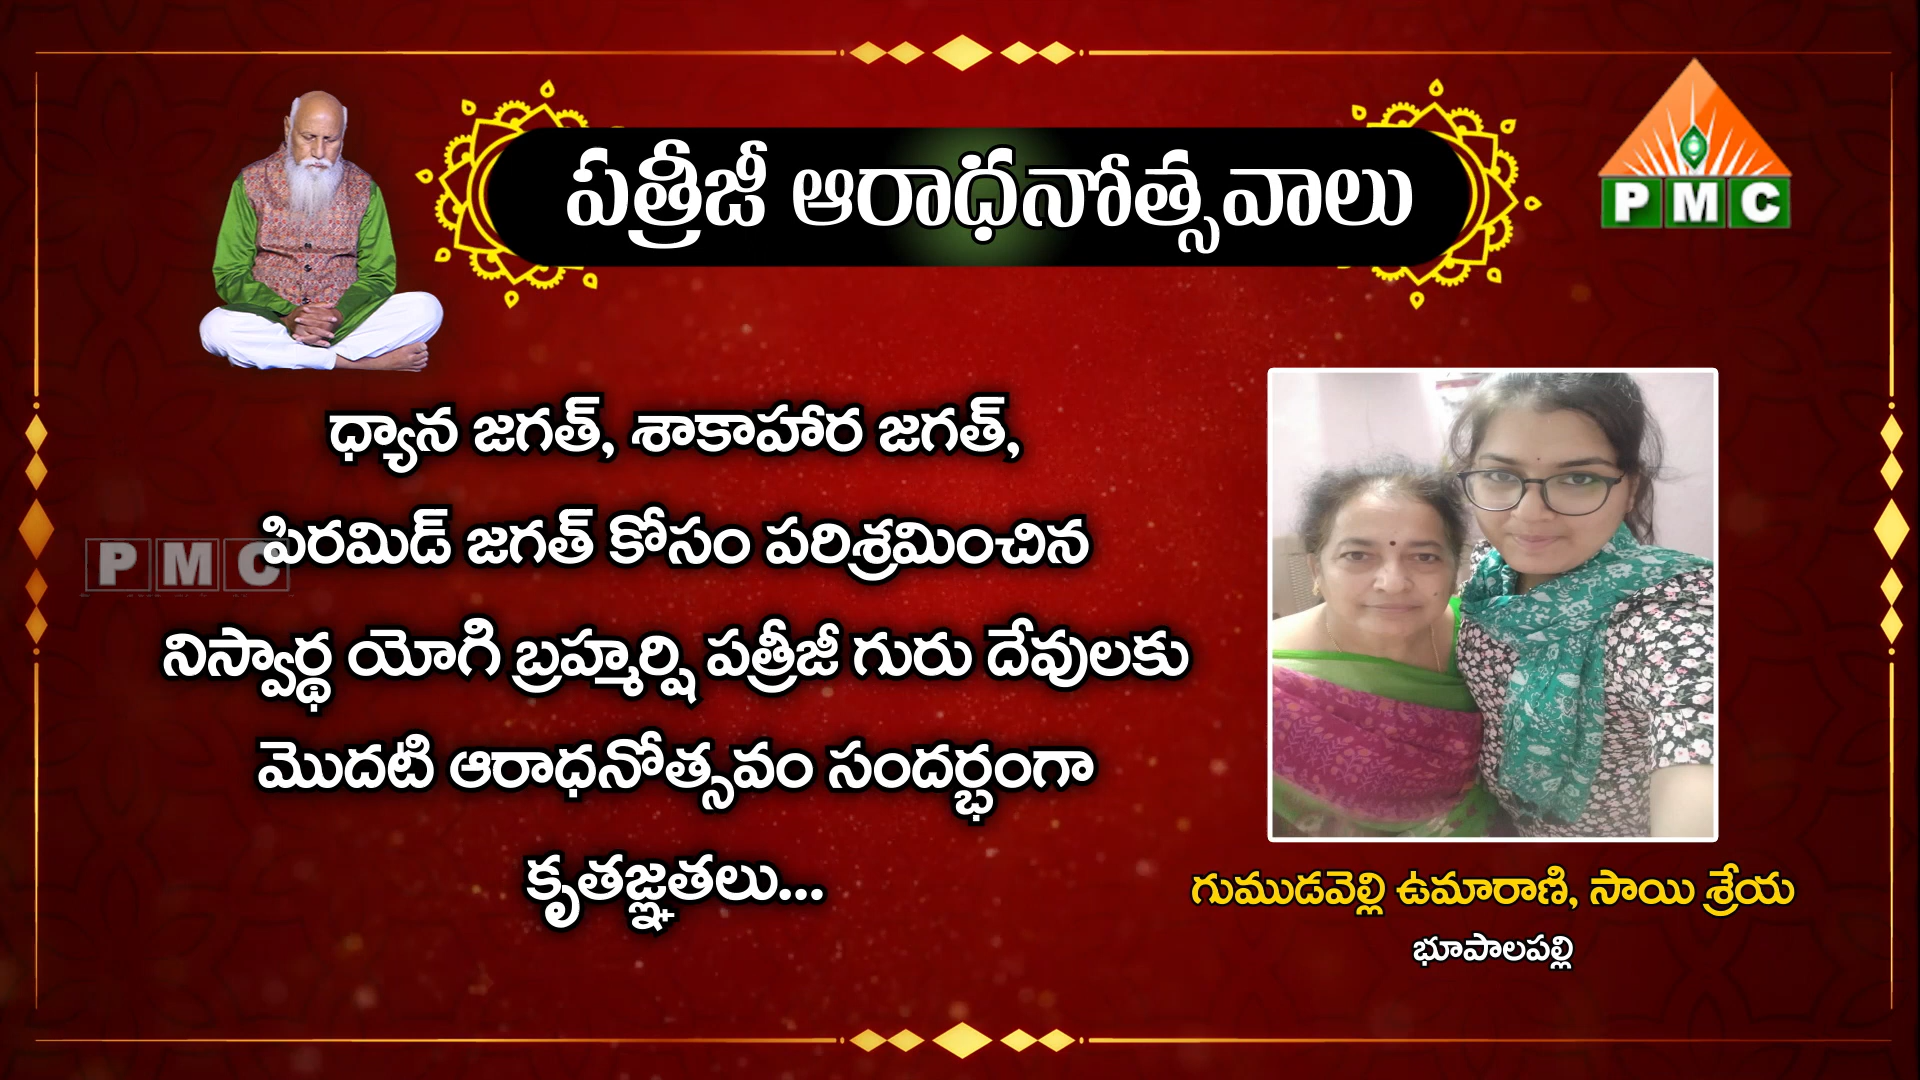 పత్రీజీ ఆరాధనోత్సవాలు
PMC
ధ్యాన జగత్, శాకాహార జగత్,
పిరమిడ్ జగత్ కోసం పరిశ్రమించిన
PMC
నిస్వార్థ యోగి బ్రహ్మర్షి పత్రీజీ గురు దేవులకు
మొదటి ఆరాధనోత్సవం సందర్భంగా
కృతజ్ఞతలు...
గుముడవెల్లి ఉమారాణి, సాయి శ్రేయ
భూపాలపల్లి